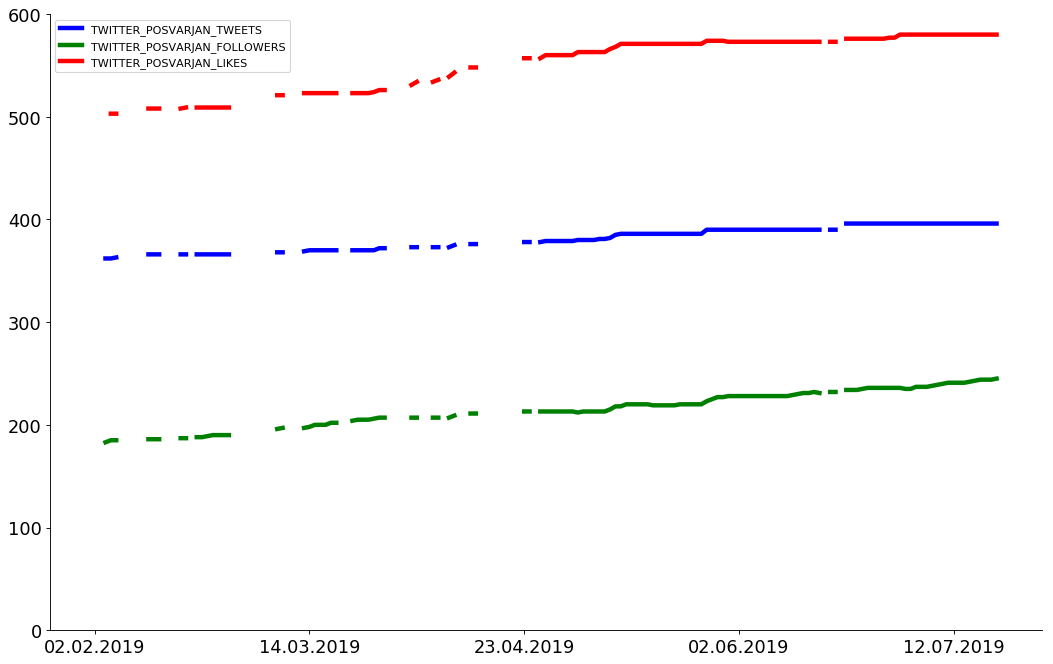 600
TWITTER_POSVARJAN_TWEETS
TWITTER_POSVARJAN_FOLLOWERS
TWITTER_POSVARJAN_LIKES
500
400
300
200
100
0
02.02.2019 14.03.2019 23.04.2019 02.06.2019 12.07.2019